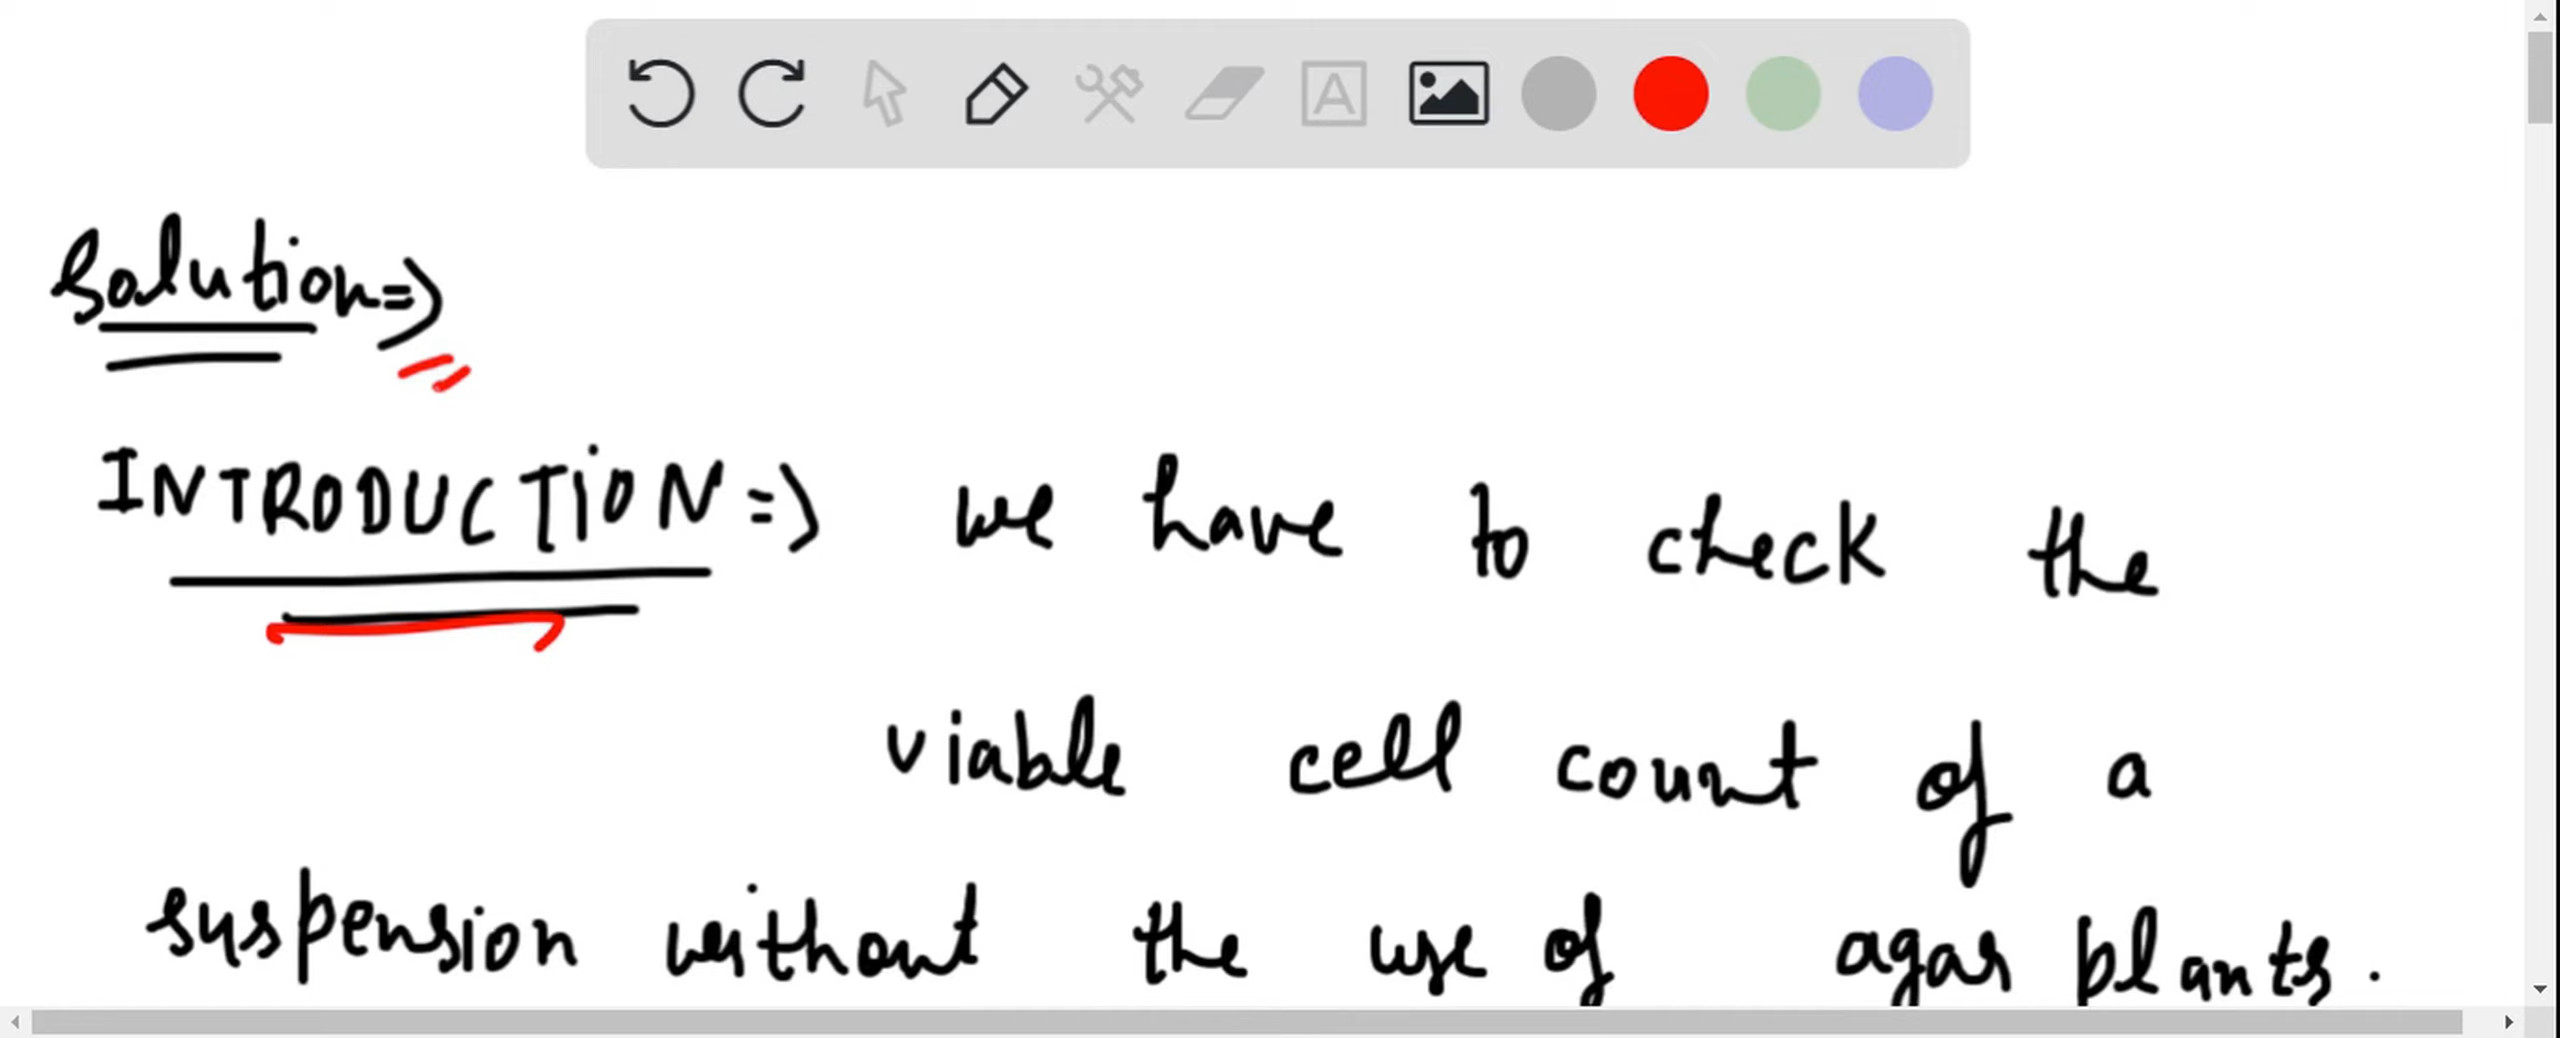 A
Solution=>
INTRODUCTION=> we have to check the
viable cell count of a
suspension without the use of agar plants.